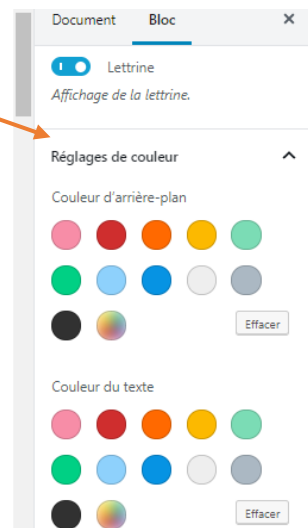 Document Bloc ×
Lettrine
Affichage de la lettrine.
Réglages de couleur
Couleur d'arrière-plan
Effacer
Couleur du texte
Effacer